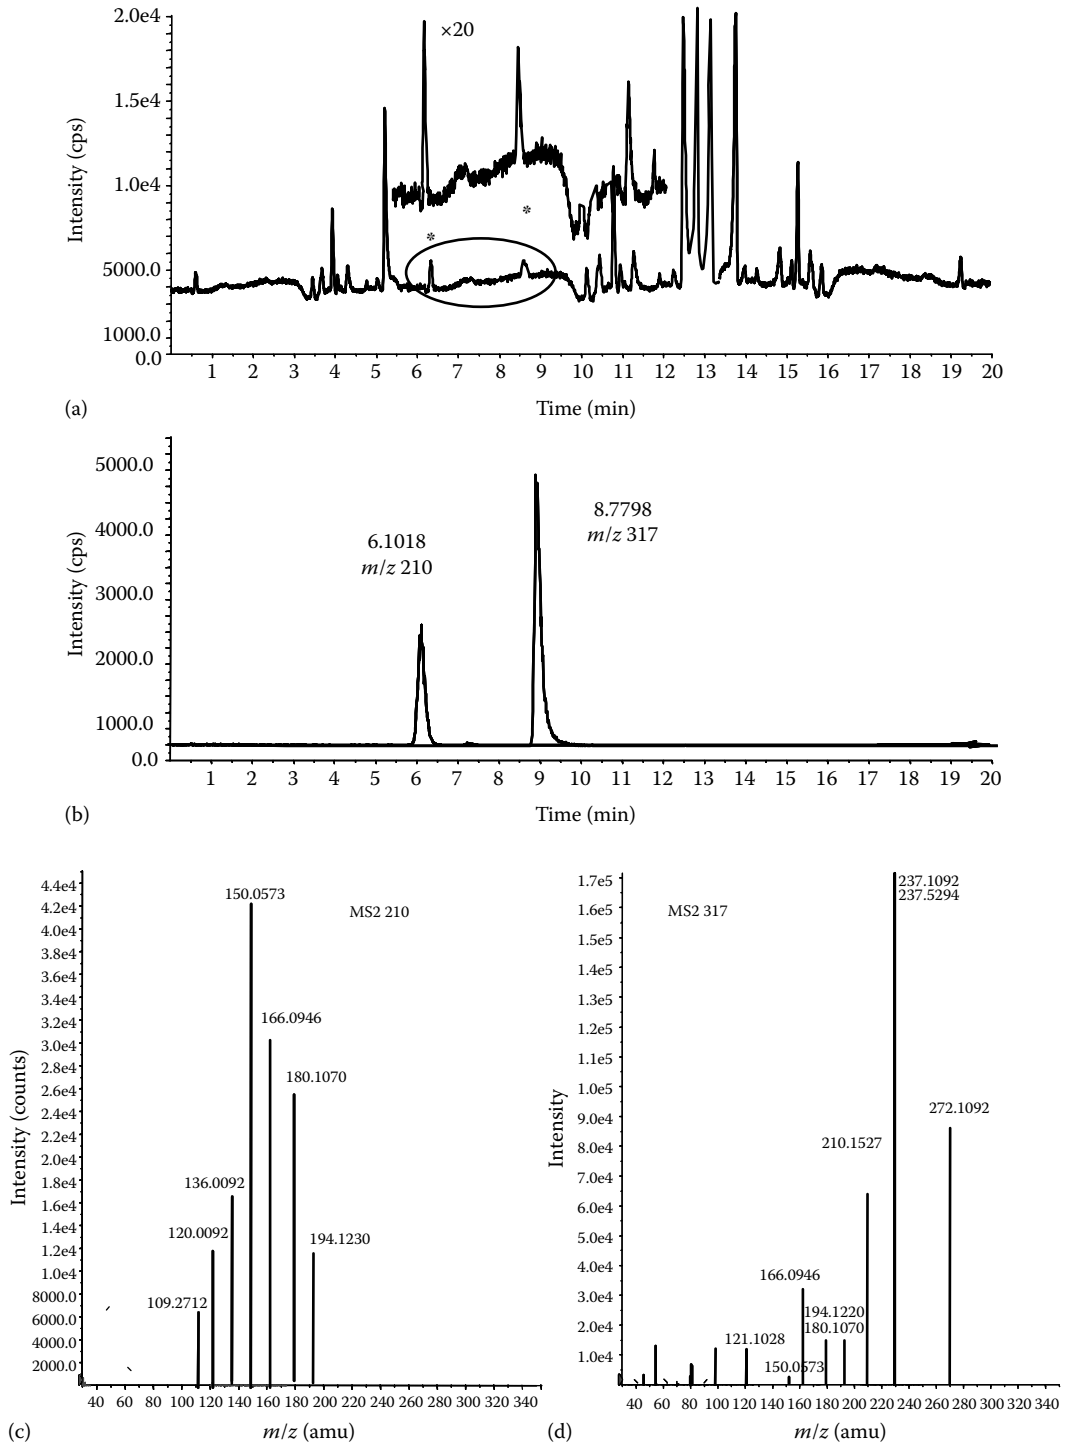 2.0e4
×20
1.5e4
1.0e4
5000.0
1000.0
0.0
Intensity (cps)
*
*
1 2 3 4 5 6 7 8 9 10 11 12 13 14 15 16 17 18 19 20
(a)
Time (min)
5000.0
4000.0
3000.0
2000.0
1000.0
0.0
Intensity (cps)
6.1018
m/z 210
8.7798
m/z 317
1 2 3 4 5 6 7 8 9 10 11 12 13 14 15 16 17 18 19 20
(b)
Time (min)
4.4e4
4.2e4
4.0e4
3.8e4
3.6e4
3.4e4
3.2e4
3.0e4
2.8e4
2.6e4
2.4e4
2.2e4
2.0e4
1.8e4
1.6e4
1.4e4
1.2e4
1.0e4
8000.0
6000.0
4000.0
2000.0
Intensity (counts)
150.0573
MS2 210
166.0946
180.1070
136.0092
120.0092
194.1230
109.2712
40 60 80 100 120 140 160 180 200 220 240 260 280 300 320 340
(c)
m/z (amu)
1.7e5
1.6e5
1.5e5
1.4e5
1.3e5
1.2e5
1.1e5
1.0e5
9.0e4
8.0e4
7.0e4
6.0e4
5.0e4
4.0e4
3.0e4
2.0e4
1.0e4
Intensity
237.1092
237.5294
MS2 317
272.1092
210.1527
166.0946
194.1220
180.1070
121.1028
150.0573
40 60 80 100 120 140 160 180 200 220 240 260 280 300 320 340
(d)
m/z (amu)